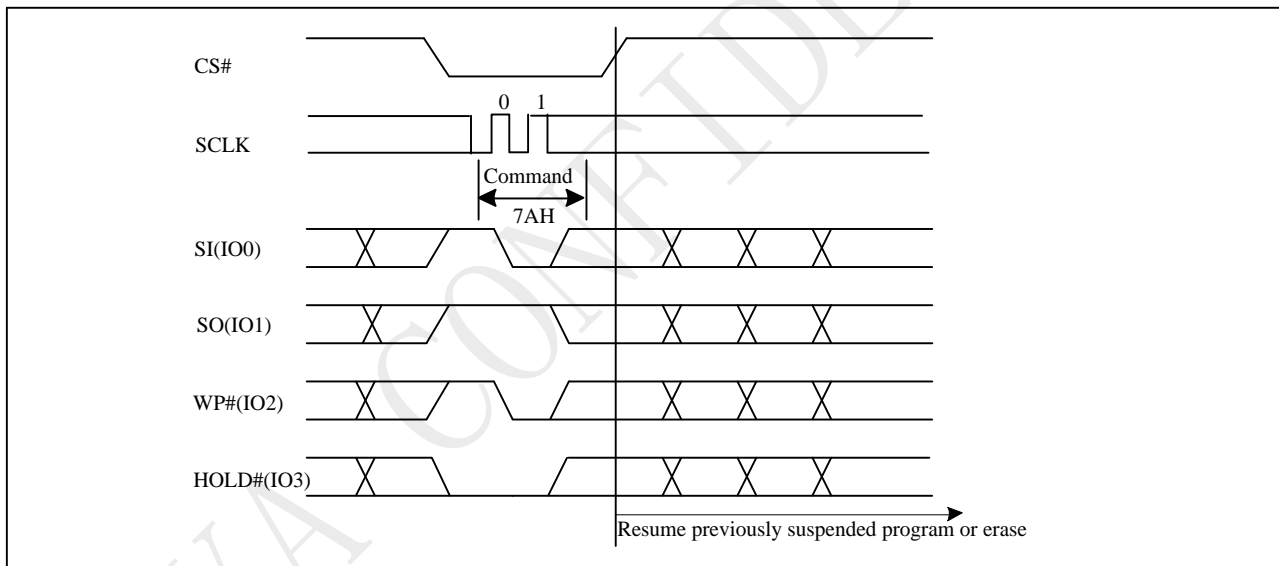 CS#
0 1
SCLK
Command
7AH
SI(IO0)
SO(IO1)
WP#(IO2)
HOLD#(IO3)
Resume previously suspended program or erase